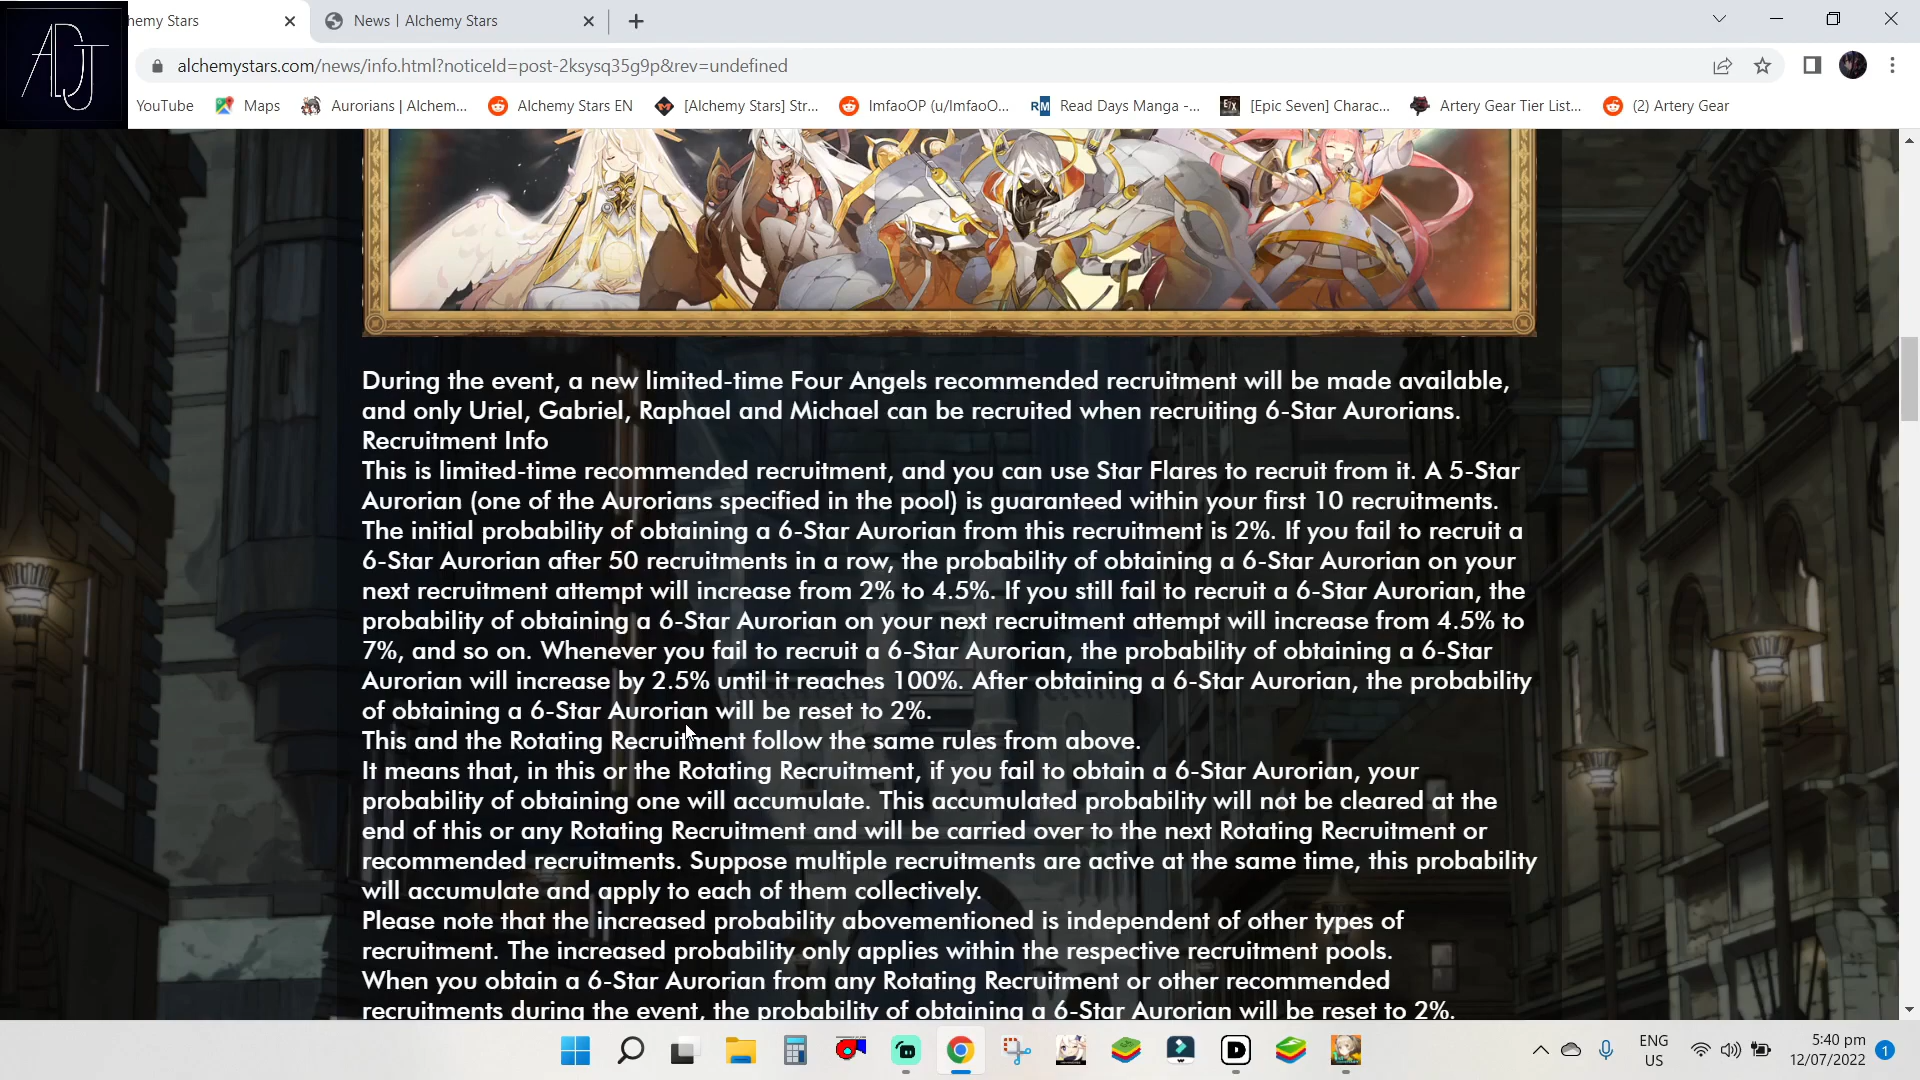 hemy Stars
News | Alchemy Stars
alchemystars.com/news/info.html?noticeId=post-2ksysq35g9p&rev=undefined
YouTube Maps Aurorians | Alchem... Alchemy Stars EN [Alchemy Stars] Str... lmfaoOP (u/lmfaoO... Read Days Manga -... [Epic Seven] Charac... Artery Gear Tier List... (2) Artery Gear
ADJ
During the event, a new limited-time Four Angels recommended recruitment will be made available,
and only Uriel, Gabriel, Raphael and Michael can be recruited when recruiting 6-Star Aurorians.
Recruitment Info
This is limited-time recommended recruitment, and you can use Star Flares to recruit from it. A 5-Star
Aurorian (one of the Aurorians specified in the pool) is guaranteed within your first 10 recruitments.
The initial probability of obtaining a 6-Star Aurorian from this recruitment is 2%. If you fail to recruit a
6-Star Aurorian after 50 recruitments in a row, the probability of obtaining a 6-Star Aurorian on your
next recruitment attempt will increase from 2% to 4.5%. If you still fail to recruit a 6-Star Aurorian, the
probability of obtaining a 6-Star Aurorian on your next recruitment attempt will increase from 4.5% to
7%, and so on. Whenever you fail to recruit a 6-Star Aurorian, the probability of obtaining a 6-Star
Aurorian will increase by 2.5% until it reaches 100%. After obtaining a 6-Star Aurorian, the probability
of obtaining a 6-Star Aurorian will be reset to 2%.
This and the Rotating Recruitment follow the same rules from above.
It means that, in this or the Rotating Recruitment, if you fail to obtain a 6-Star Aurorian, your
probability of obtaining one will accumulate. This accumulated probability will not be cleared at the
end of this or any Rotating Recruitment and will be carried over to the next Rotating Recruitment or
recommended recruitments. Suppose multiple recruitments are active at the same time, this probability
will accumulate and apply to each of them collectively.
Please note that the increased probability abovementioned is independent of other types of
recruitment. The increased probability only applies within the respective recruitment pools.
When you obtain a 6-Star Aurorian from any Rotating Recruitment or other recommended
recruitments during the event, the probability of obtaining a 6-Star Aurorian will be reset to 2%.
ENG
US
5:40 pm
12/07/2022
1